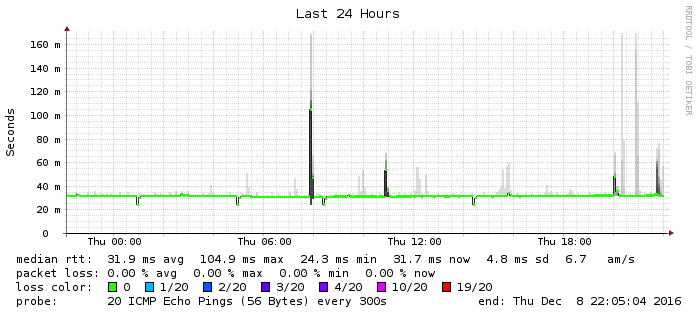 Last 24 Hours
RRDTOOL / TOBI OETIKER
Seconds
160 m
140 m
120 m
100 m
80 m
60 m
40 m
20 m
0
Thu 00:00 Thu 06:00 Thu 12:00 Thu 18:00
median rtt: 31.9 ms avg 104.9 ms max 24.3 ms min 31.7 ms now 4.8 ms sd 6.7 am/s
packet loss: 0.00 % avg 0.00 % max 0.00 % min 0.00 % now
loss color: 0 1/20 2/20 3/20 4/20 10/20 19/20
probe: 20 ICMP Echo Pings (56 Bytes) every 300s end: Thu Dec 8 22:05:04 2016